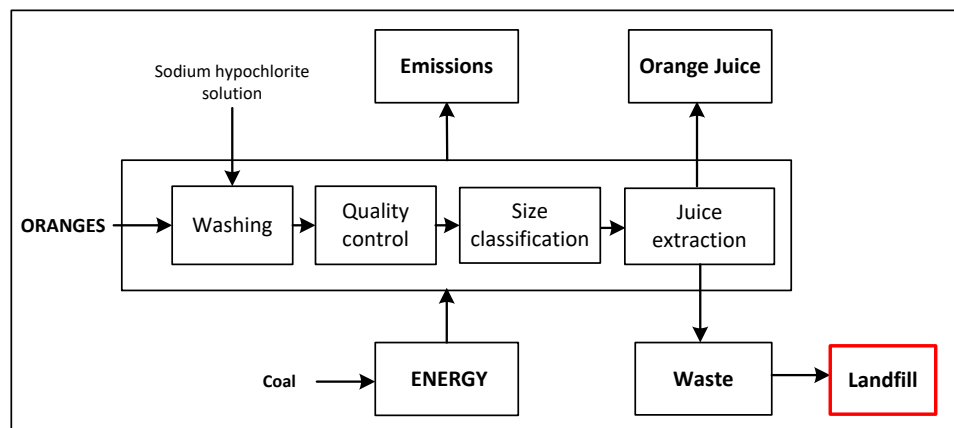 Emissions
Orange Juice
Sodium hypochlorite
solution
ORANGES
Washing
Quality
control
Size
classification
Juice
extraction
Coal
ENERGY
Waste
Landfill